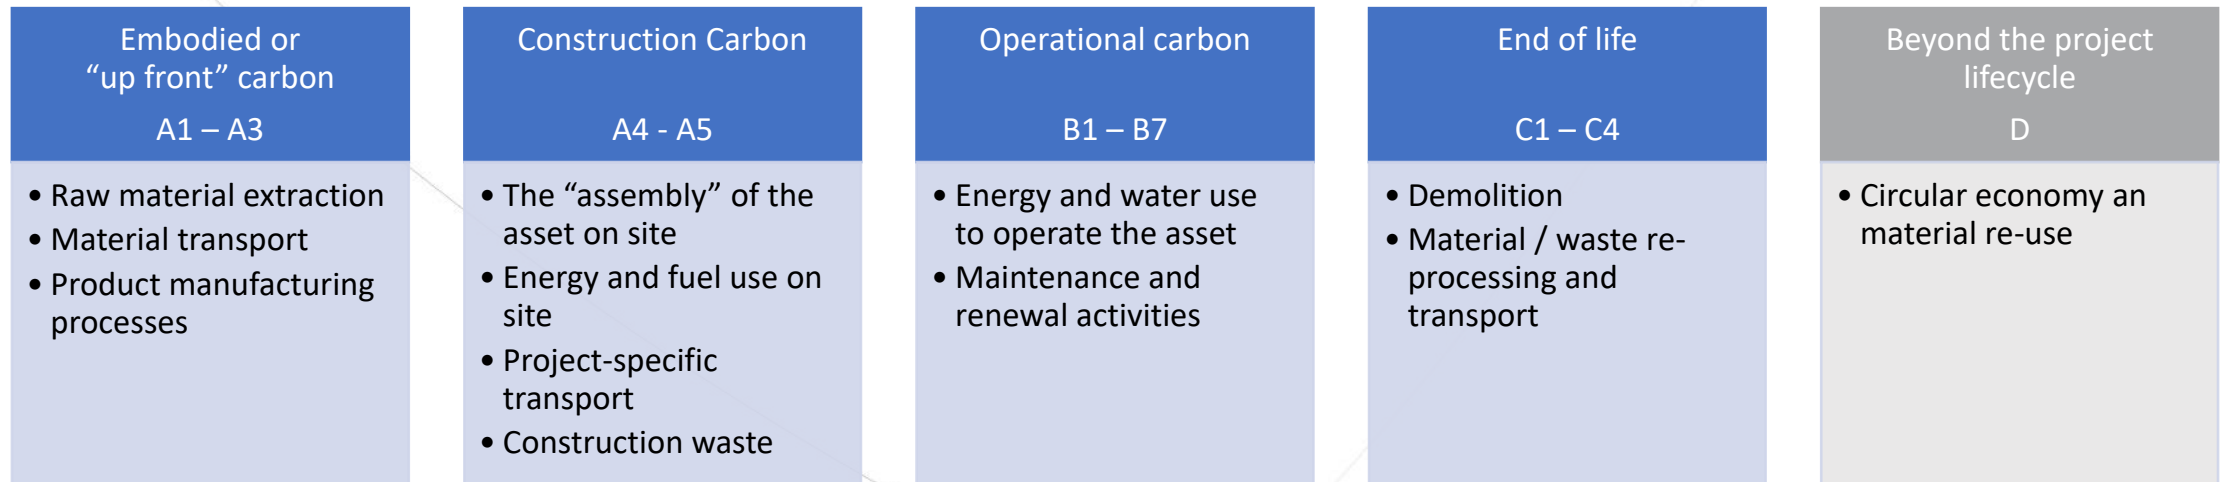 Embodied or
“up front” carbon
A1 – A3
• Raw material extraction
• Material transport
• Product manufacturing
processes
Construction Carbon
A4 - A5
• The “assembly” of the
asset on site
• Energy and fuel use on
site
• Project-specific
transport
• Construction waste
Operational carbon
B1 – B7
• Energy and water use
to operate the asset
• Maintenance and
renewal activities
End of life
C1 – C4
• Demolition
• Material / waste re-
processing and
transport
Beyond the project
lifecycle
D
• Circular economy an
material re-use